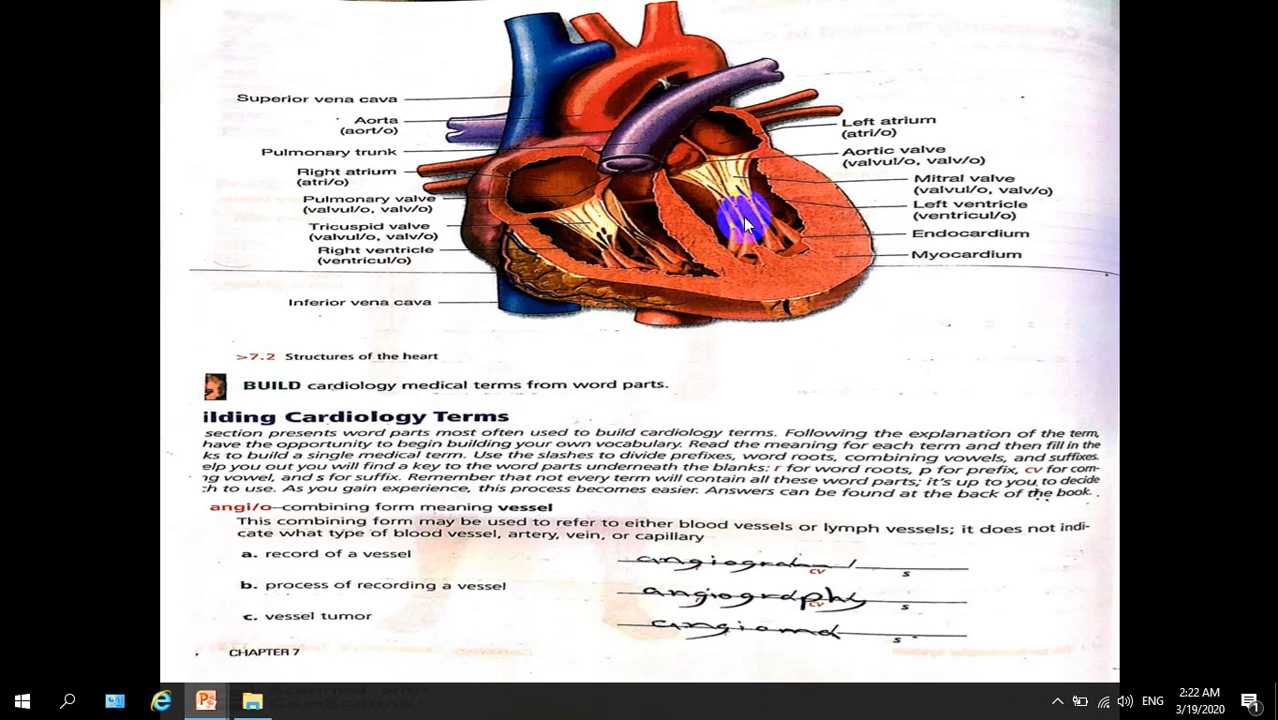 Superior vena cava
Aorta
(aort/o)
Pulmonary trunk
Right atrium
(atri/o)
Pulmonary valve
(valvul/o, valv/o)
Tricuspid valve
(valvul/o, valv/o)
Right ventricle
(ventricul/o)
Inferior vena cava
Left atrium
(atri/o)
Aortic valve
(valvul/o, valv/o)
Mitral valve
(valvul/o, valv/o)
Left ventricle
(ventricul/o)
Endocardium
Myocardium
>7.2 Structures of the heart
BUILD cardiology medical terms from word parts.
ilding Cardiology Terms
section presents word parts most often used to build cardiology terms. Following the explanation of the term,
have the opportunity to begin building your own vocabulary. Read the meaning for each term and then fill in the
ks to build a single medical term. Use the slashes to divide prefixes, word roots, combining vowels, and suffixes.
elp you out you will find a key to the word parts underneath the blanks: r for word roots, p for prefix, cv for com-
ng vowel, and s for suffix. Remember that not every term will contain all these word parts; it's up to you to decide
ch to use. As you gain experience, this process becomes easier. Answers can be found at the back of the book.
angi/o—combining form meaning vessel
This combining form may be used to refer to either blood vessels or lymph vessels; it does not indi-
cate what type of blood vessel, artery, vein, or capillary
a. record of a vessel
cv s
b. process of recording a vessel angiography
r cv s
c. vessel tumor angioma
s
CHAPTER 7
Scanned with
CamScanner
ENG
2:22 AM
3/19/2020
1